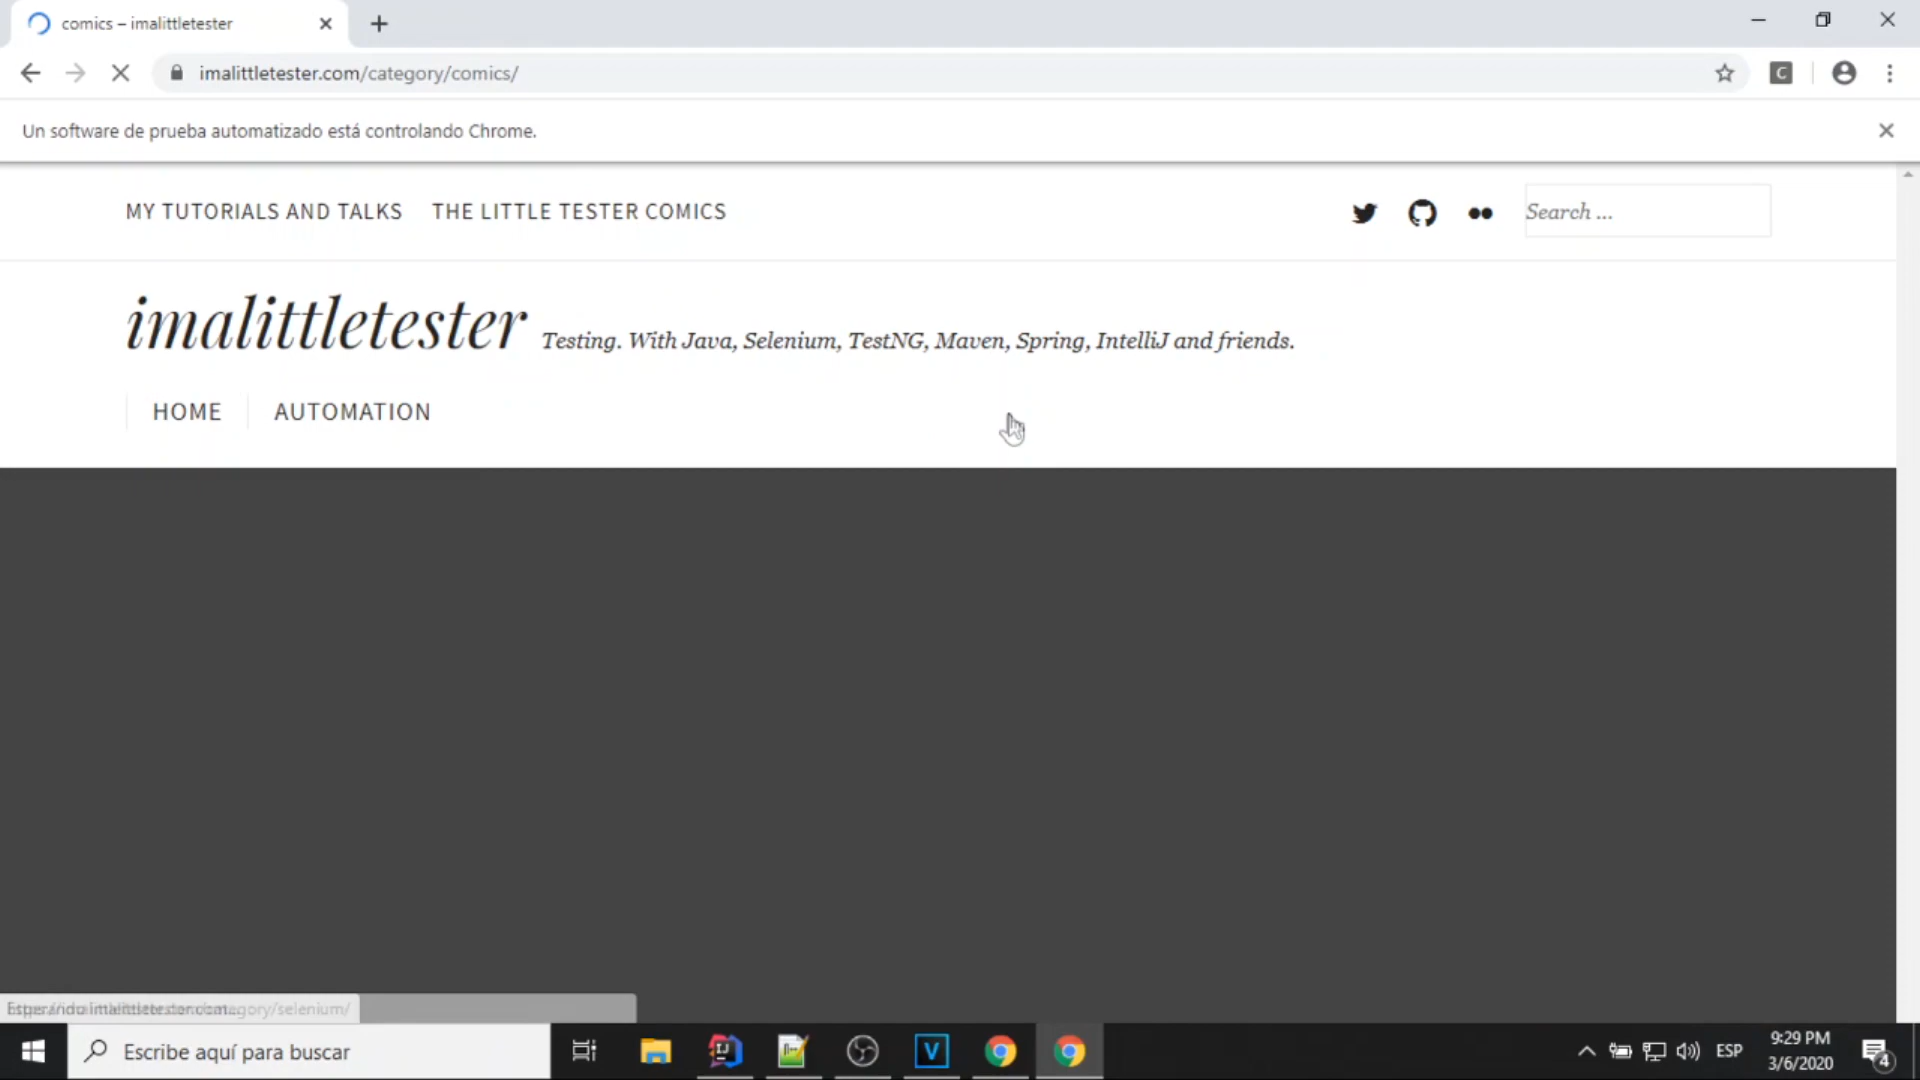 comics – imalittletester
imalittletester.com/category/comics/
Un software de prueba automatizado está controlando Chrome.
MY TUTORIALS AND TALKS THE LITTLE TESTER COMICS
Search ...
imalittletester Testing. With Java, Selenium, TestNG, Maven, Spring, IntelliJ and friends.
HOME AUTOMATION
Escribe aquí para buscar
ESP
9:29 PM
3/6/2020
4